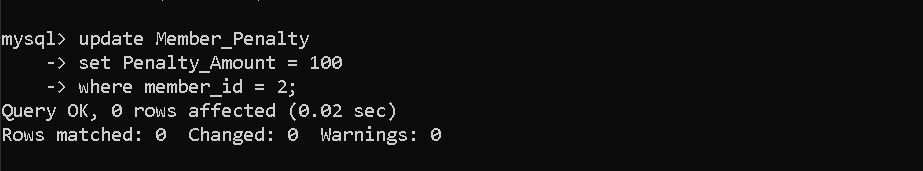 mysql> update Member_Penalty
    -> set Penalty_Amount = 100
    -> where member_id = 2;
Query OK, 0 rows affected (0.02 sec)
Rows matched: 0  Changed: 0  Warnings: 0